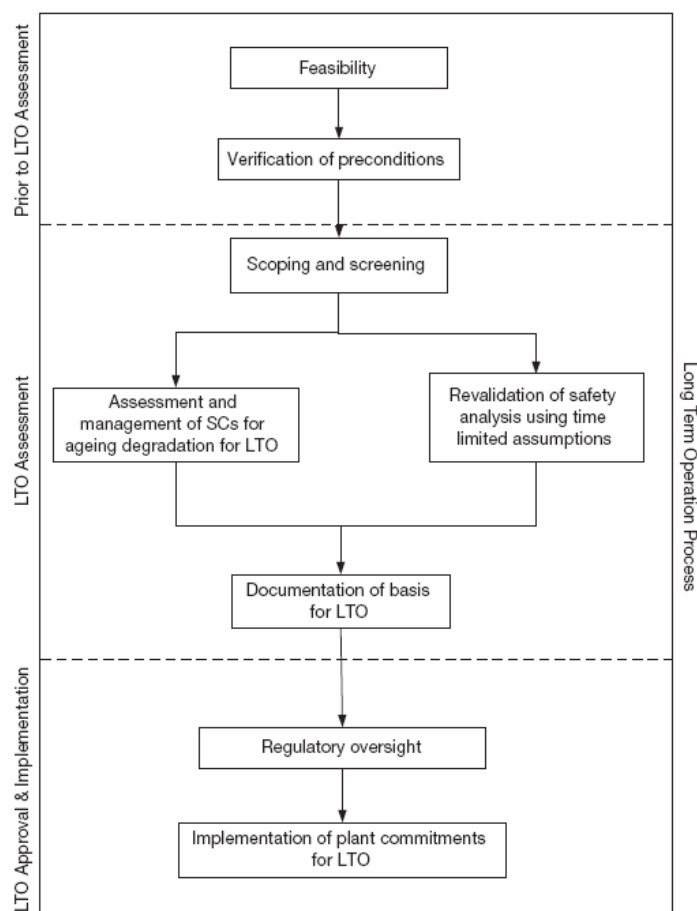 Prior to LTO Assessment
Feasibility
Verification of preconditions
LTO Assessment
Scoping and screening
Assessment and
management of SCs for
ageing degradation for LTO
Revalidation of safety
analysis using time
limited assumptions
Documentation of basis
for LTO
LTO Approval & Implementation
Regulatory oversight
Implementation of plant commitments
for LTO
Long Term Operation Process